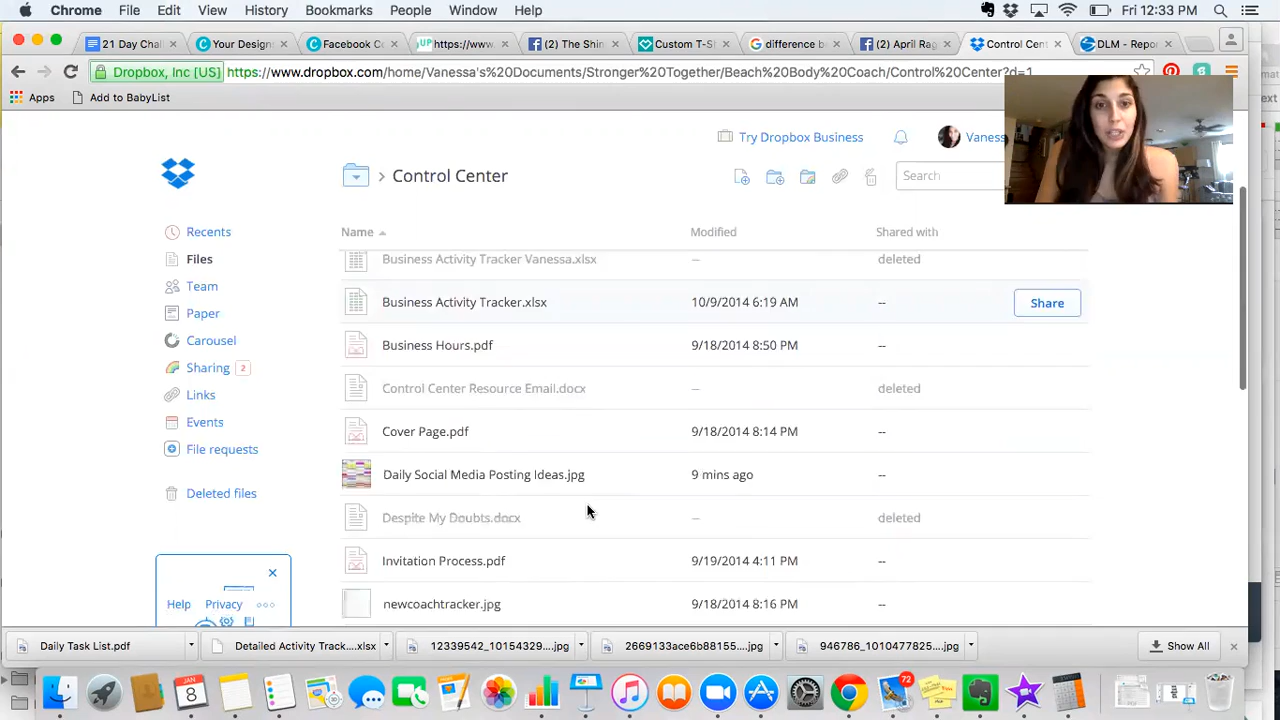 Chrome File Edit View History Bookmarks People Window Help Fri 12:33 PM
21 Day Chall Your Designs Facebook C https://www. (2) The Shin Custom T-S difference b (2) April Rag Control Cen DLM - Repo
Dropbox, Inc [US] https://www.dropbox.com/home/Vanessa's%20Documents/Stronger%20Together/Beach%20Body%20Coach/Control%20Center?d=1
Apps Add to BabyList
Try Dropbox Business Vaness
> Control Center Search
Recents
Files
Team
Paper
Carousel
Sharing 2
Links
Events
File requests
Deleted files
Name Modified Shared with
Business Activity Tracker Vanessa.xlsx -- deleted
Business Activity Tracker.xlsx 10/9/2014 6:19 AM -- Share
Business Hours.pdf 9/18/2014 8:50 PM --
Control Center Resource Email.docx -- deleted
Cover Page.pdf 9/18/2014 8:14 PM --
Daily Social Media Posting Ideas.jpg 9 mins ago --
Despite My Doubts.docx -- deleted
Invitation Process.pdf 9/19/2014 4:11 PM --
newcoachtracker.jpg 9/18/2014 8:16 PM --
Help Privacy
Daily Task List.pdf Detailed Activity Track....xlsx 12339542_10154329....jpg 2669133ace6b88155....jpg 946786_1010477825....jpg Show All
JAN
8
72